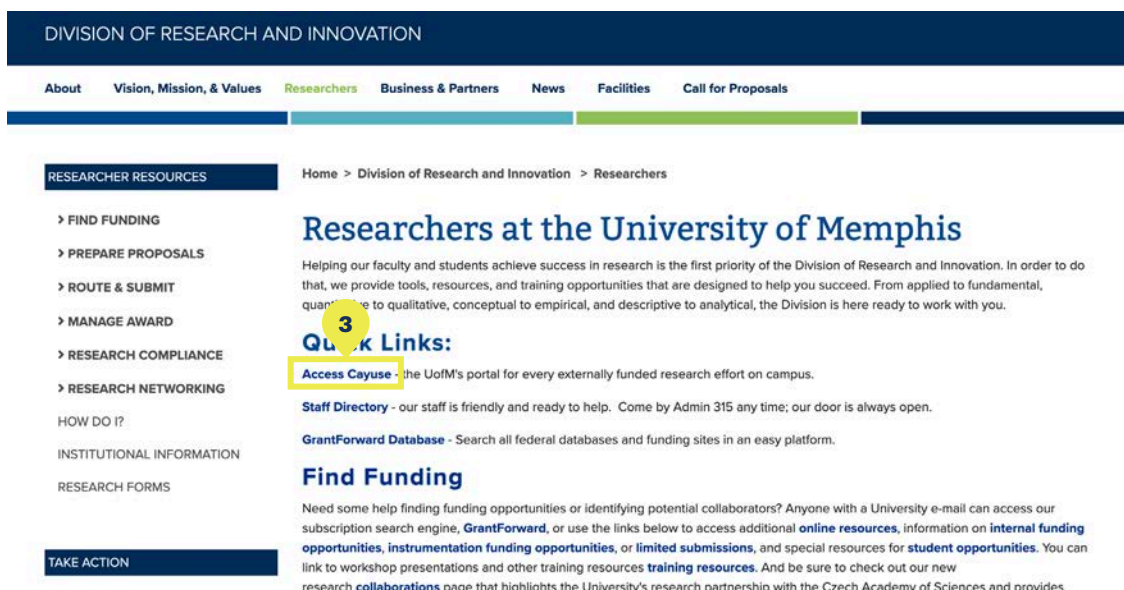 DIVISION OF RESEARCH AND INNOVATION
About Vision, Mission, & Values Researchers Business & Partners News Facilities Call for Proposals
RESEARCHER RESOURCES
> FIND FUNDING
> PREPARE PROPOSALS
> ROUTE & SUBMIT
> MANAGE AWARD
> RESEARCH COMPLIANCE
> RESEARCH NETWORKING
HOW DO I?
INSTITUTIONAL INFORMATION
RESEARCH FORMS
TAKE ACTION
Home > Division of Research and Innovation > Researchers
Researchers at the University of Memphis
Helping our faculty and students achieve success in research is the first priority of the Division of Research and Innovation. In order to do
that, we provide tools, resources, and training opportunities that are designed to help you succeed. From applied to fundamental,
to qualitative, conceptual to empirical, and descriptive to analytical, the Division is here ready to work with you.
3
Links:
Access Cayuse - the UofM's portal for every externally funded research effort on campus.
Staff Directory - our staff is friendly and ready to help. Come by Admin 315 any time; our door is always open.
GrantForward Database - Search all federal databases and funding sites in an easy platform.
Find Funding
Need some help finding funding opportunities or identifying potential collaborators? Anyone with a University e-mail can access our
subscription search engine, GrantForward, or use the links below to access additional online resources, information on internal funding
opportunities, instrumentation funding opportunities, or limited submissions, and special resources for student opportunities. You can
link to workshop presentations and other training resources training resources. And be sure to check out our new
research collaborations page that highlights the University's research partnership with the Czech Academy of Sciences and provides